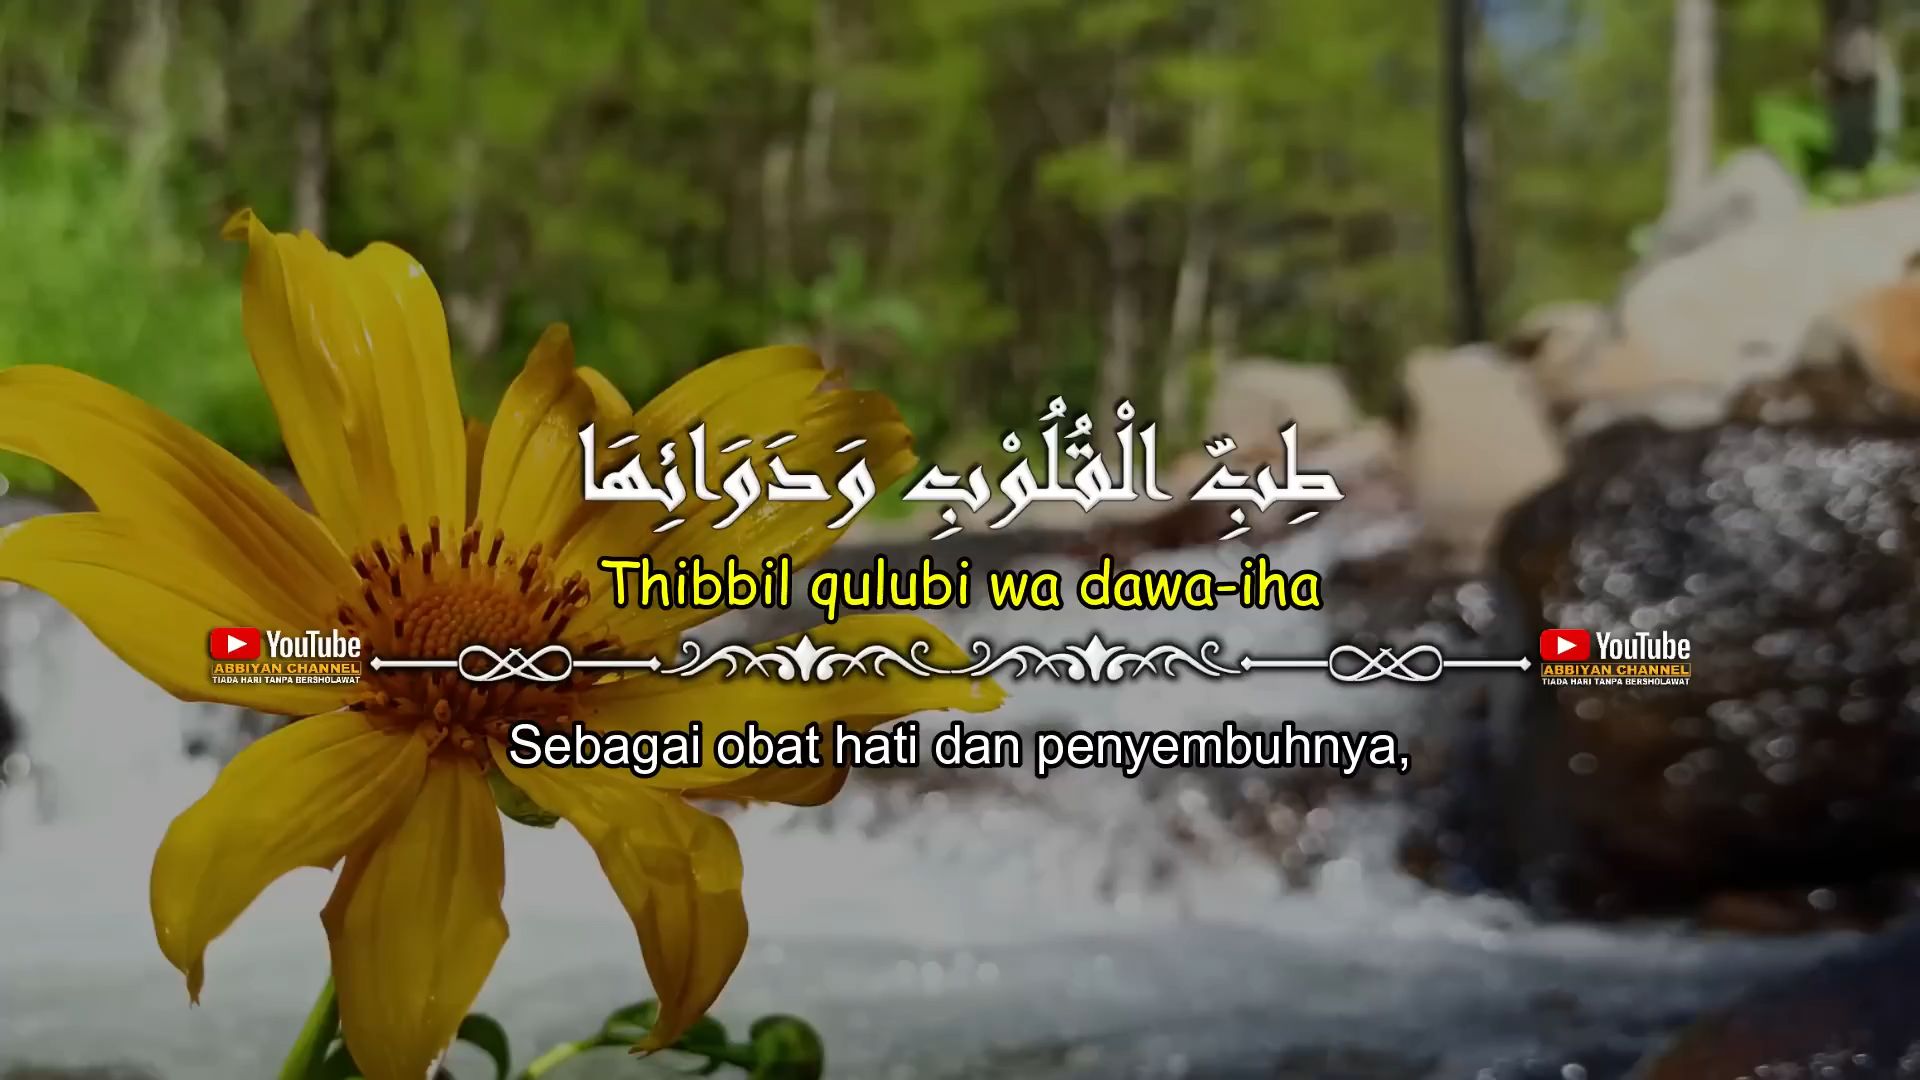 طِبِّ الْقُلُوْبِ وَدَوَائِهَا
Thibbil qulubi wa dawa-iha
YouTube
ABBIYAN CHANNEL
TIADA HARI TANPA BERSHOLAWAT
YouTube
ABBIYAN CHANNEL
TIADA HARI TANPA BERSHOLAWAT
Sebagai obat hati dan penyembuhnya,